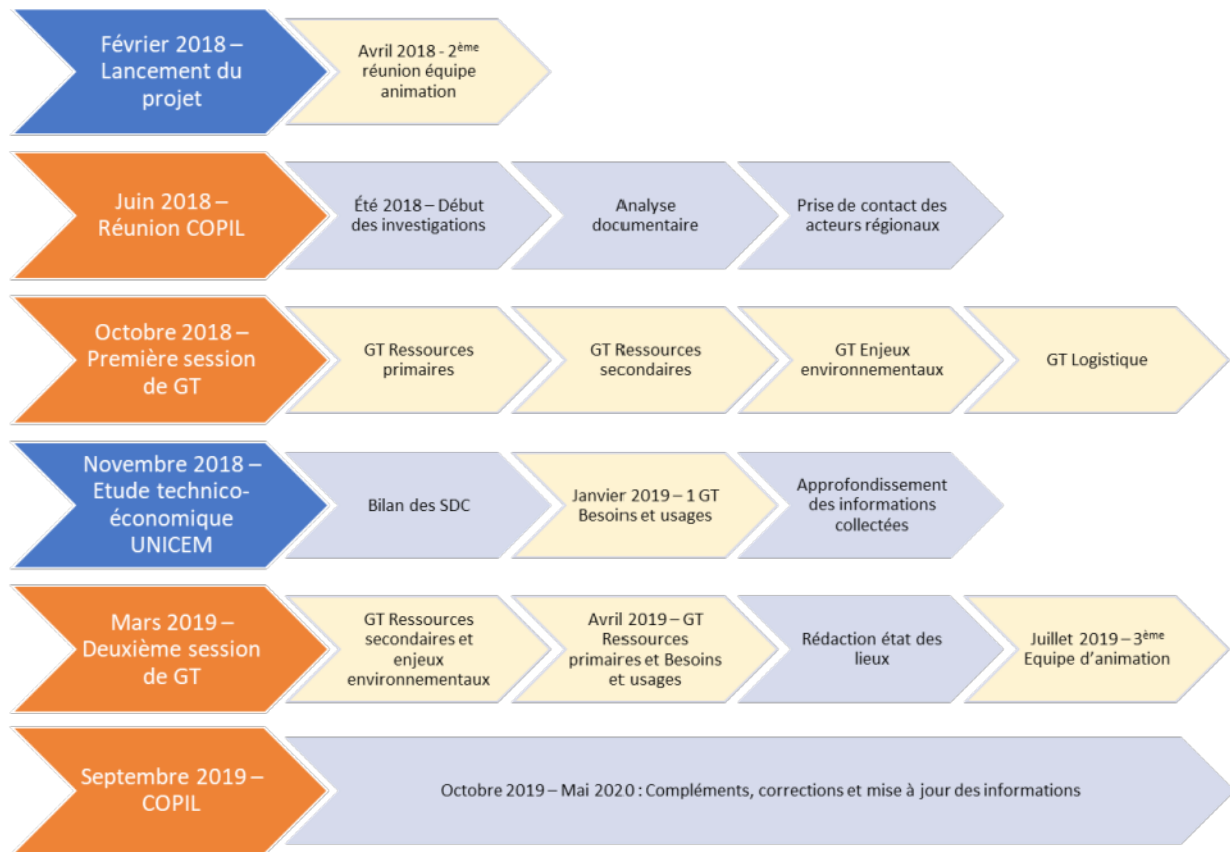 Février 2018 –
Lancement du
projet
Avril 2018 - 2ème
réunion équipe
animation
Juin 2018 –
Réunion COPIL
Été 2018 – Début
des investigations
Analyse
documentaire
Prise de contact des
acteurs régionaux
Octobre 2018 –
Première session
de GT
GT Ressources
primaires
GT Ressources
secondaires
GT Enjeux
environnementaux
GT Logistique
Novembre 2018 –
Etude technico-
économique
UNICEM
Bilan des SDC
Janvier 2019 – 1 GT
Besoins et usages
Approfondissement
des informations
collectées
Mars 2019 –
Deuxième session
de GT
GT Ressources
secondaires et
enjeux
environnementaux
Avril 2019 – GT
Ressources
primaires et Besoins
et usages
Rédaction état des
lieux
Juillet 2019 – 3ème
Equipe d’animation
Septembre 2019 –
COPIL
Octobre 2019 – Mai 2020 : Compléments, corrections et mise à jour des informations